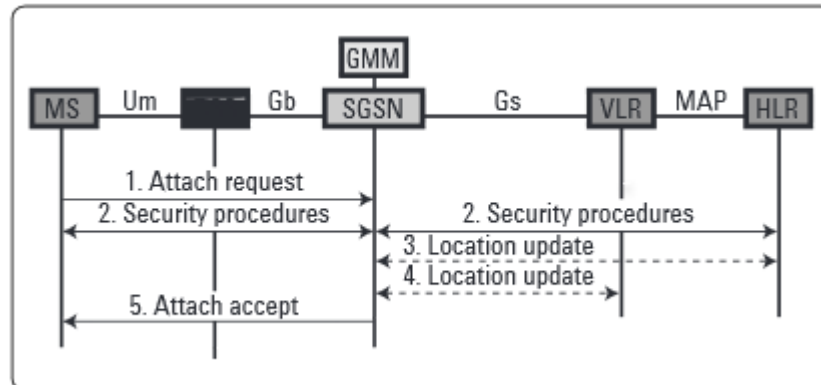 GMM
MS Um Gb SGSN Gs VLR MAP HLR
1. Attach request
2. Security procedures 2. Security procedures
3. Location update
4. Location update
5. Attach accept